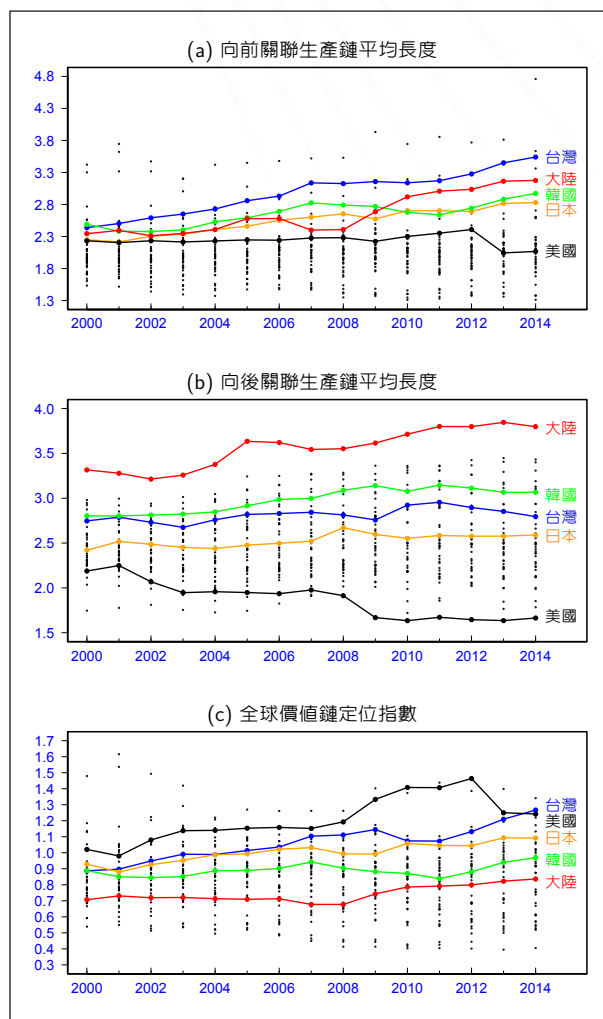 (a) 向前關聯生產鏈平均長度
4.8
4.3
3.8
3.3
2.8
2.3
1.8
1.3
台灣
大陸
韓國
日本
美國
2000 2002 2004 2006 2008 2010 2012 2014
(b) 向後關聯生產鏈平均長度
4.0
3.5
3.0
2.5
2.0
1.5
大陸
韓國
台灣
日本
美國
2000 2002 2004 2006 2008 2010 2012 2014
(c) 全球價值鏈定位指數
1.7
1.6
1.5
1.4
1.3
1.2
1.1
1.0
0.9
0.8
0.7
0.6
0.5
0.4
0.3
台灣
美國
日本
韓國
大陸
2000 2002 2004 2006 2008 2010 2012 2014